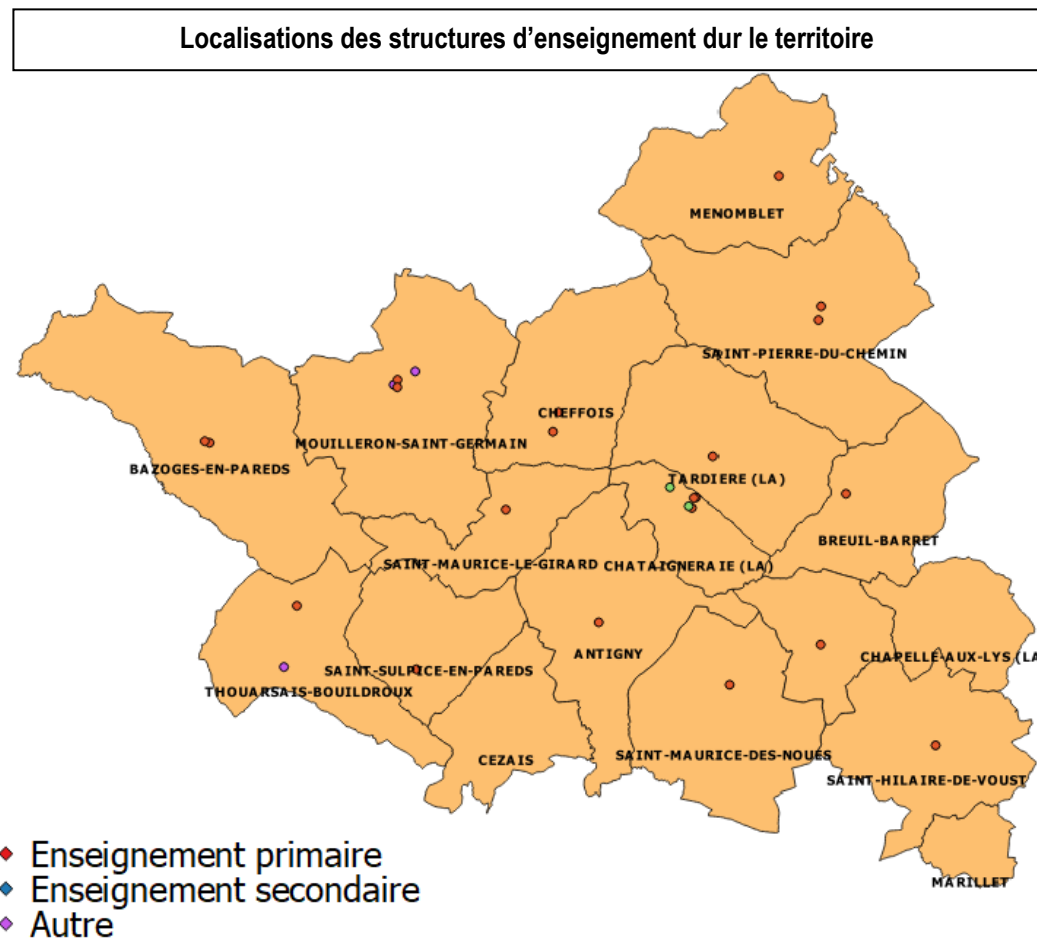 Localisations des structures d'enseignement dur le territoire
MENOMBLET
SAINT-PIERRE-DU-CHEMIN
CHEFFOIS
MOUILLERON-SAINT-GERMAIN
BAZOGES-EN-PAREDS
TARDIERE (LA)
BREUIL-BARRET
SAINT-MAURICE-LE-GIRARD
CHATAIGNERAIE (LA)
ANTIGNY
CHAPELLE-AUX-LYS (LA
SAINT-SULPICE-EN-PAREDS
THOUARSAIS-BOUILDROUX
CEZAIS
SAINT-MAURICE-DES-NOUES
SAINT-HILAIRE-DE-VOUST
MARILLET
Enseignement primaire
Enseignement secondaire
Autre